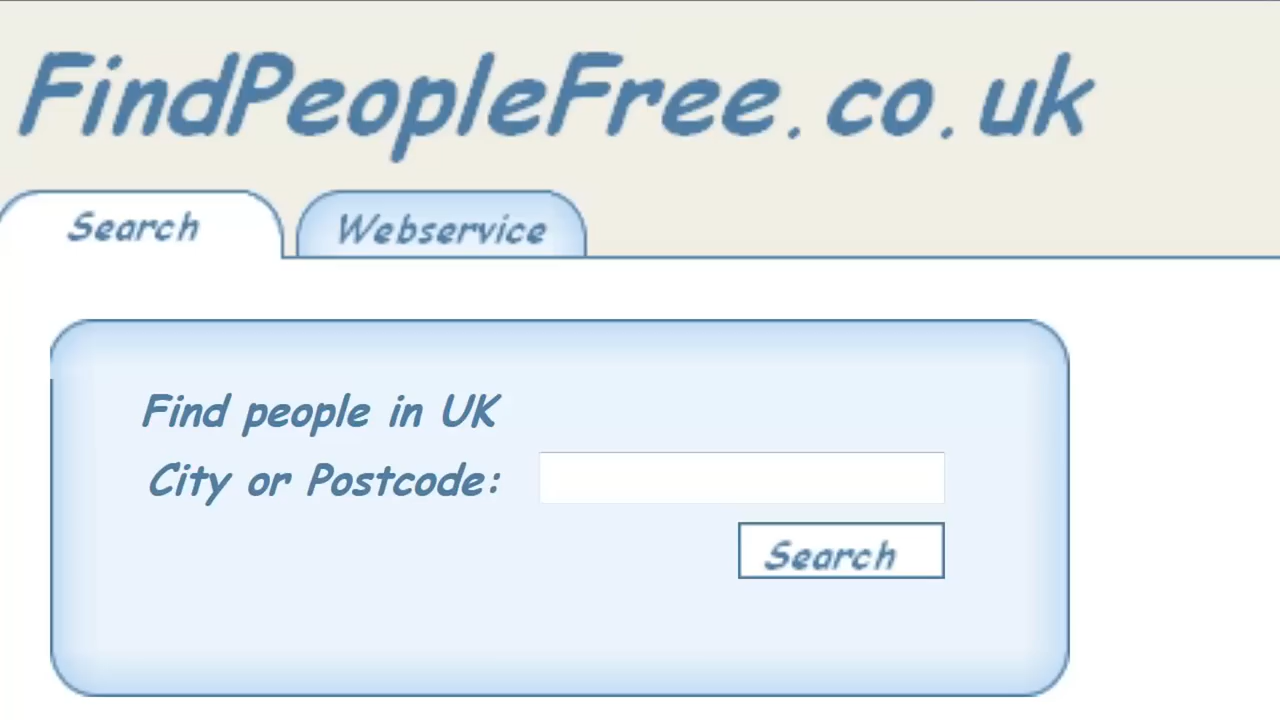 FindPeopleFree.co.uk
Search Webservice
Find people in UK
City or Postcode:
Search